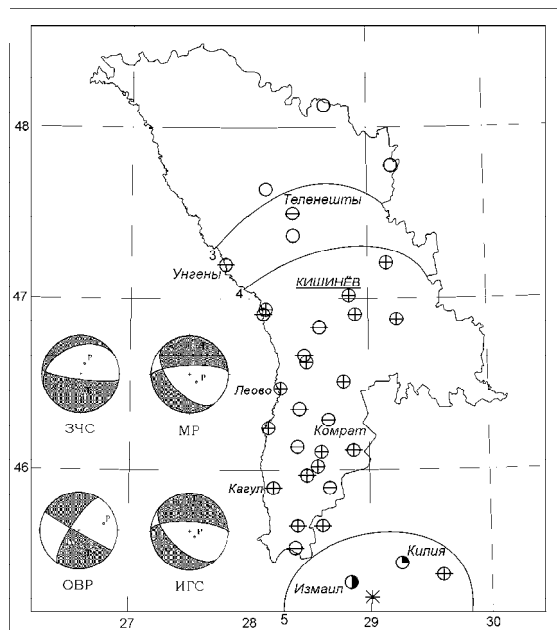 48
Теленешты
3
Унгены
4
КИШИНЁВ
47
P
P
ЗЧС
МР
Леово
Комрат
46
Кагул
P
P
ОВР
ИГС
Килия
Измаил
27
28
5
29
30